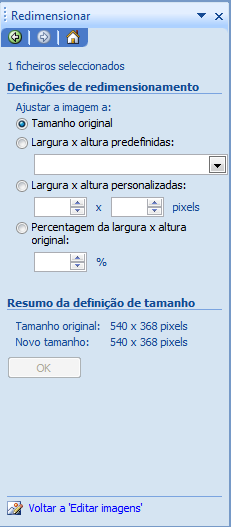 Redimensionar
1 ficheiros seleccionados
Definições de redimensionamento
Ajustar a imagem a:
Tamanho original
Largura x altura predefinidas:
Largura x altura personalizadas:
x pixels
Percentagem da largura x altura
original:
%
Resumo da definição de tamanho
Tamanho original: 540 x 368 pixels
Novo tamanho: 540 x 368 pixels
OK
Voltar a 'Editar imagens'